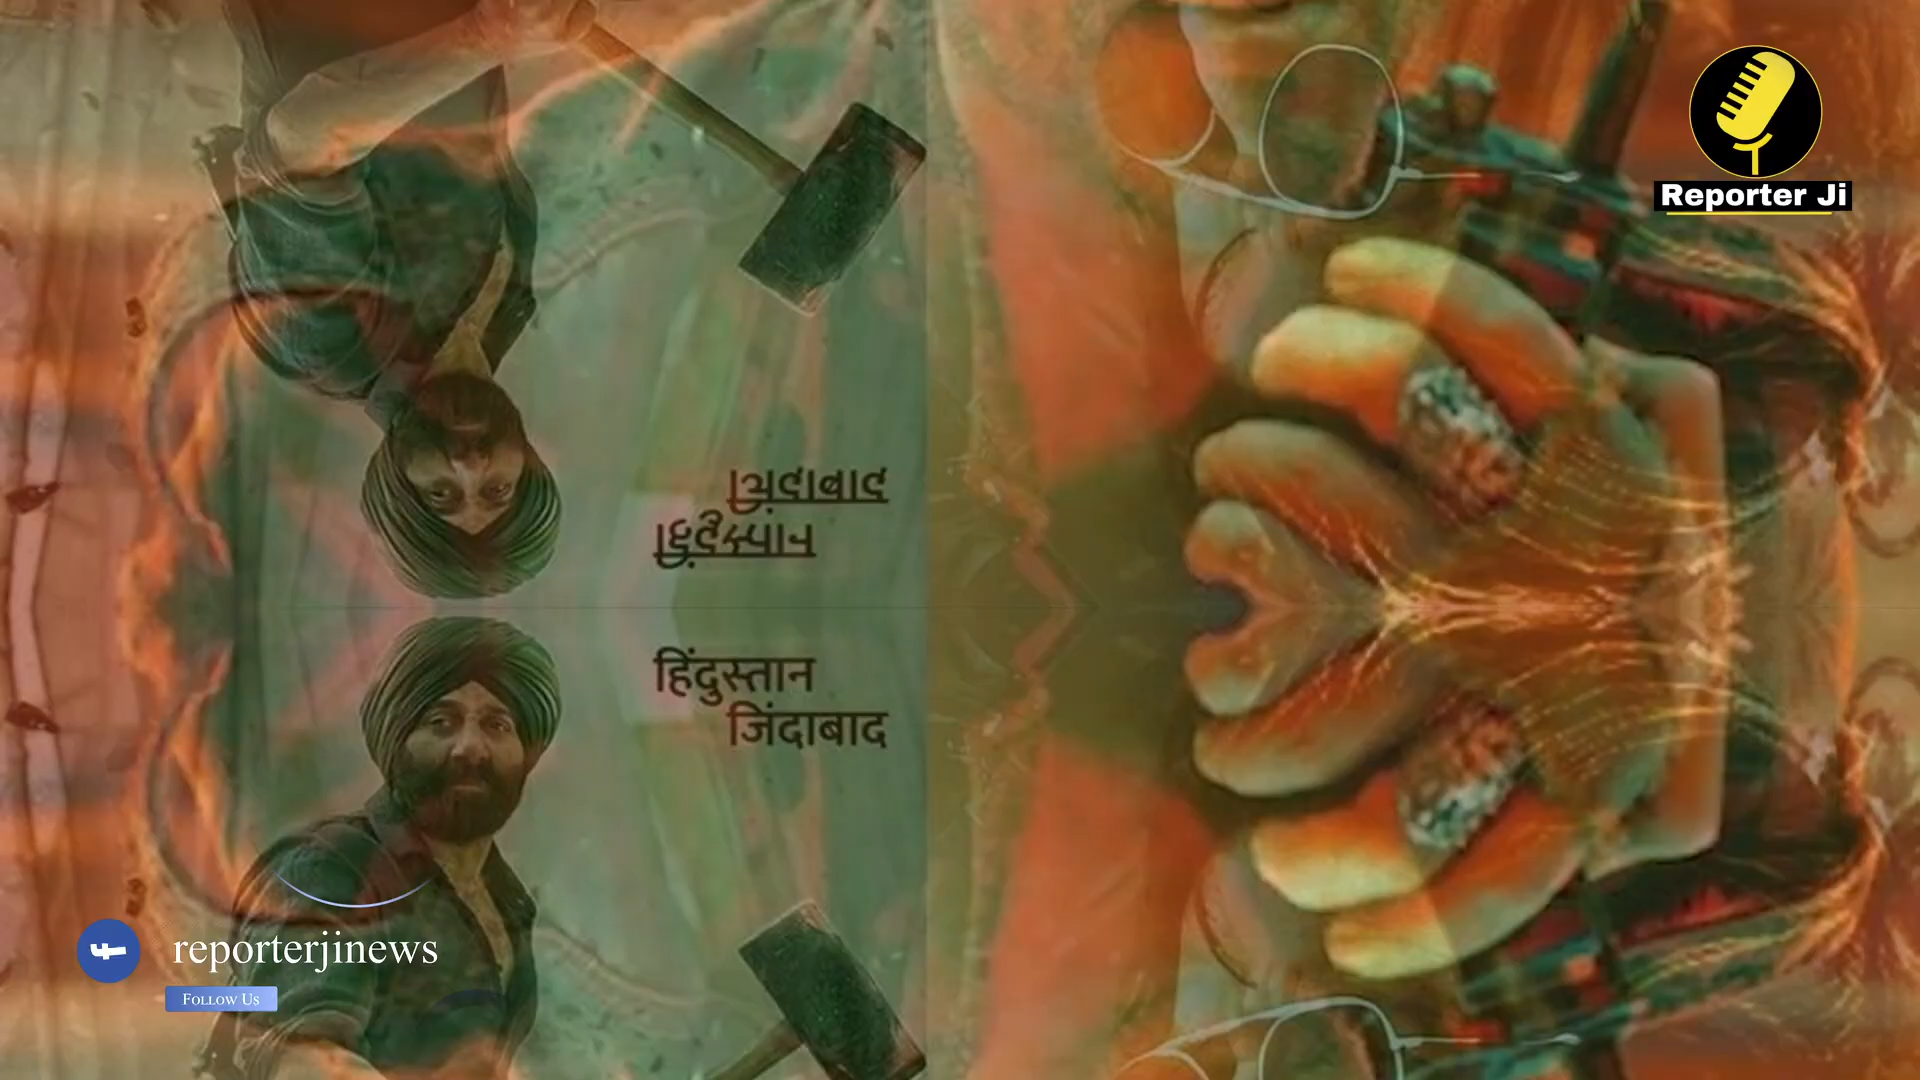 Reporter Ji
हिंदुस्तान
जिंदाबाद
हिंदुस्तान
जिंदाबाद
reporterjinews
Follow Us